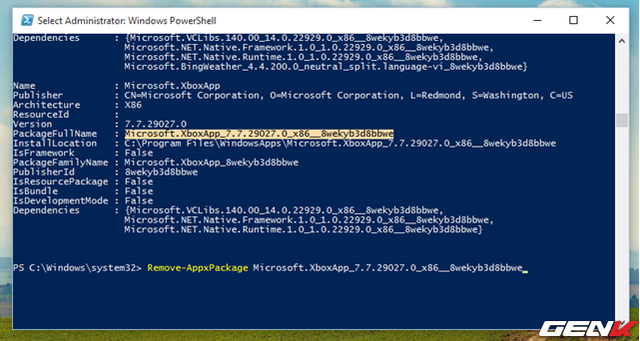 Select Administrator: Windows PowerShell
Dependencies : {Microsoft.VCLibs.140.00_14.0.22929.0_x86__8wekyb3d8bbwe,
Microsoft.NET.Native.Framework.1.0_1.0.22929.0_x86__8wekyb3d8bbwe,
Microsoft.NET.Native.Runtime.1.0_1.0.22929.0_x86__8wekyb3d8bbwe,
Microsoft.BingWeather_4.4.200.0_neutral_split.language-vi_8wekyb3d8bbwe}
Name : Microsoft.XboxApp
Publisher : CN=Microsoft Corporation, O=Microsoft Corporation, L=Redmond, S=Washington, C=US
Architecture : X86
ResourceId :
Version : 7.7.29027.0
PackageFullName : Microsoft.XboxApp_7.7.29027.0_x86__8wekyb3d8bbwe
InstallLocation : C:\Program Files\WindowsApps\Microsoft.XboxApp_7.7.29027.0_x86__8wekyb3d8bbwe
IsFramework : False
PackageFamilyName : Microsoft.XboxApp_8wekyb3d8bbwe
PublisherId : 8wekyb3d8bbwe
IsResourcePackage : False
IsBundle : False
IsDevelopmentMode : False
Dependencies : {Microsoft.VCLibs.140.00_14.0.22929.0_x86__8wekyb3d8bbwe,
Microsoft.NET.Native.Framework.1.0_1.0.22929.0_x86__8wekyb3d8bbwe,
Microsoft.NET.Native.Runtime.1.0_1.0.22929.0_x86__8wekyb3d8bbwe}
PS C:\Windows\system32> Remove-AppxPackage Microsoft.XboxApp_7.7.29027.0_x86__8wekyb3d8bbwe_
GENK